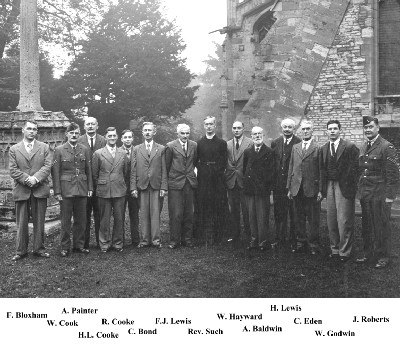 H. Lewis
A. Painter
F. Bloxham W. Hayward J. Roberts
W. Cook R. Cooke F.J. Lewis C. Eden
Rev. Such A. Baldwin
H.L. Cooke C. Bond W. Godwin